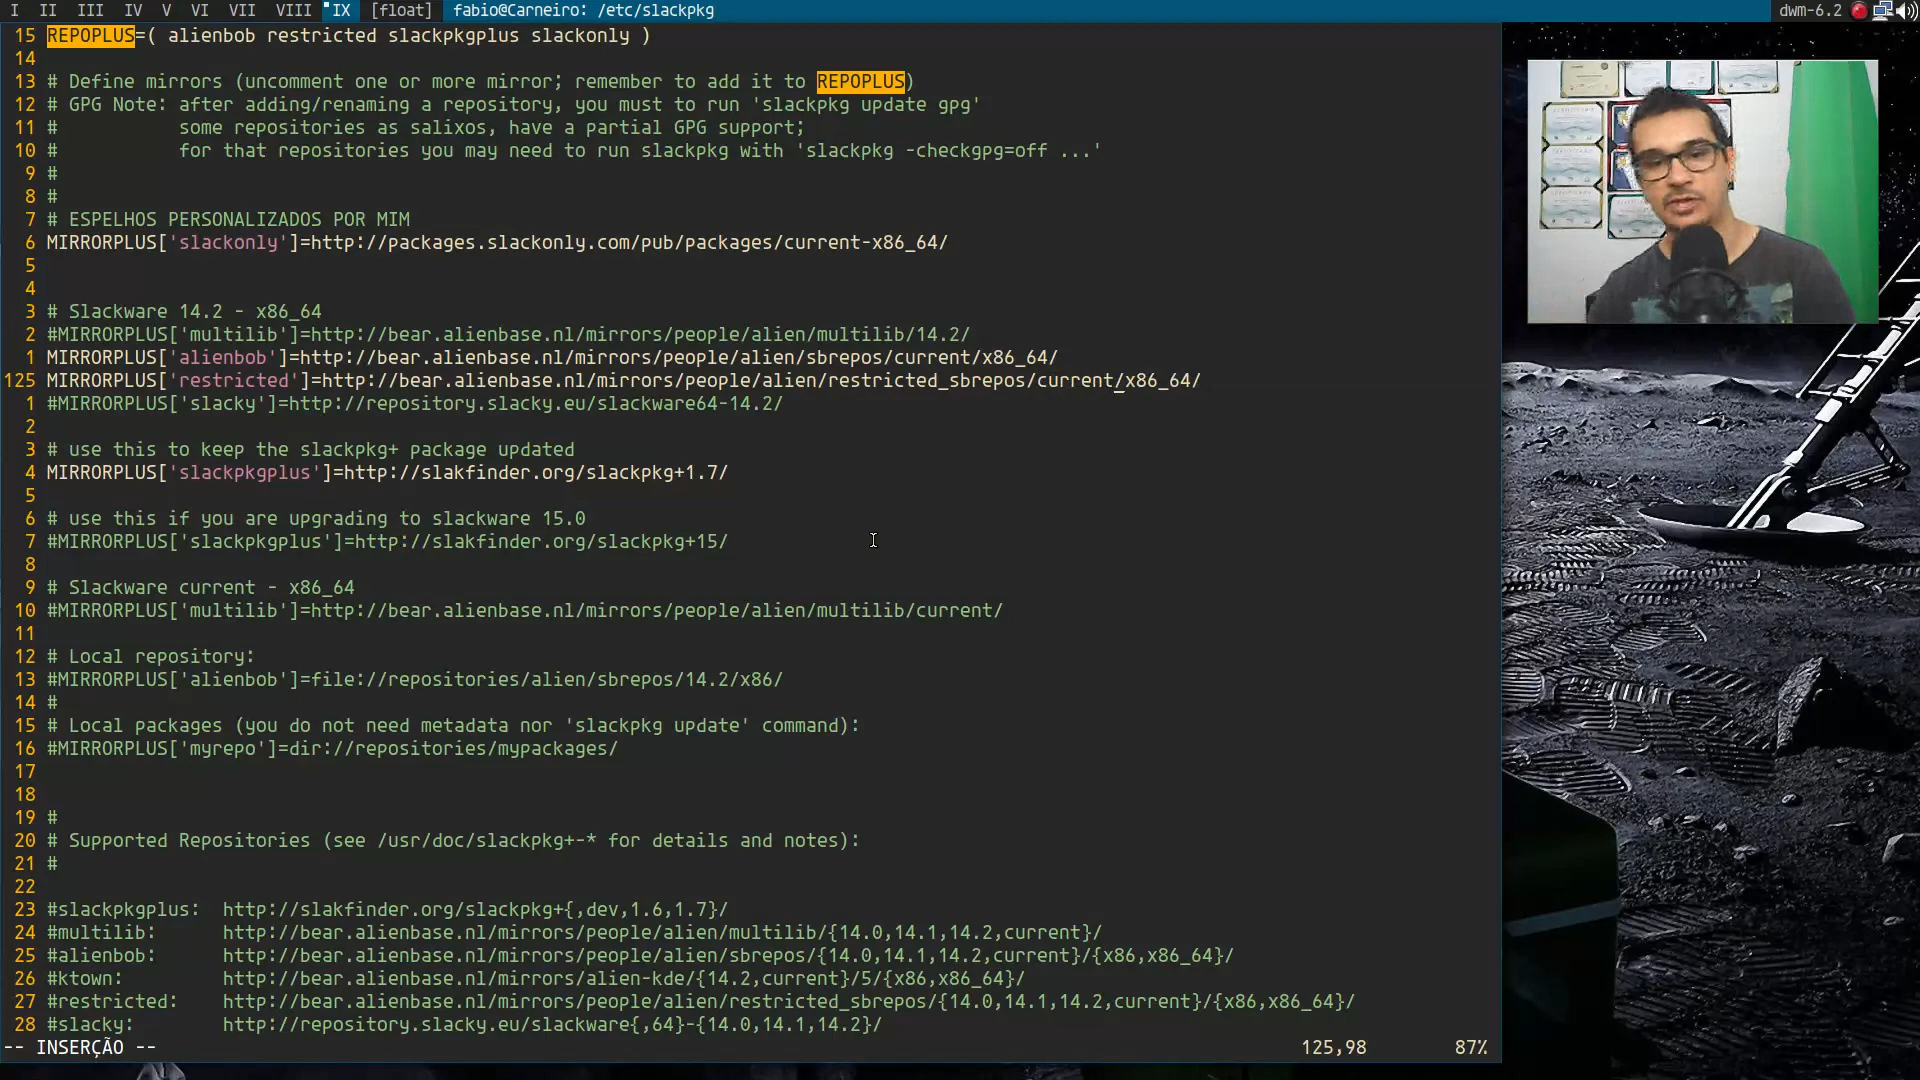 I II III IV V VI VII VIII IX [float] fabio@Carneiro: /etc/slackpkg dwm-6.2
15 REPOPLUS=( alienbob restricted slackpkgplus slackonly )
14
13 # Define mirrors (uncomment one or more mirror; remember to add it to REPOPLUS)
12 # GPG Note: after adding/renaming a repository, you must to run 'slackpkg update gpg'
11 # some repositories as salixos, have a partial GPG support;
10 # for that repositories you may need to run slackpkg with 'slackpkg -checkgpg=off ...'
9 #
8 #
7 # ESPELHOS PERSONALIZADOS POR MIM
6 MIRRORPLUS['slackonly']=http://packages.slackonly.com/pub/packages/current-x86_64/
5
4
3 # Slackware 14.2 - x86_64
2 #MIRRORPLUS['multilib']=http://bear.alienbase.nl/mirrors/people/alien/multilib/14.2/
1 MIRRORPLUS['alienbob']=http://bear.alienbase.nl/mirrors/people/alien/sbrepos/current/x86_64/
125 MIRRORPLUS['restricted']=http://bear.alienbase.nl/mirrors/people/alien/restricted_sbrepos/current/x86_64/
1 #MIRRORPLUS['slacky']=http://repository.slacky.eu/slackware64-14.2/
2
3 # use this to keep the slackpkg+ package updated
4 MIRRORPLUS['slackpkgplus']=http://slakfinder.org/slackpkg+1.7/
5
6 # use this if you are upgrading to slackware 15.0
7 #MIRRORPLUS['slackpkgplus']=http://slakfinder.org/slackpkg+15/
8
9 # Slackware current - x86_64
10 #MIRRORPLUS['multilib']=http://bear.alienbase.nl/mirrors/people/alien/multilib/current/
11
12 # Local repository:
13 #MIRRORPLUS['alienbob']=file://repositories/alien/sbrepos/14.2/x86/
14 #
15 # Local packages (you do not need metadata nor 'slackpkg update' command):
16 #MIRRORPLUS['myrepo']=dir://repositories/mypackages/
17
18
19 #
20 # Supported Repositories (see /usr/doc/slackpkg+-* for details and notes):
21 #
22
23 #slackpkgplus: http://slakfinder.org/slackpkg+{,dev,1.6,1.7}/
24 #multilib: http://bear.alienbase.nl/mirrors/people/alien/multilib/{14.0,14.1,14.2,current}/
25 #alienbob: http://bear.alienbase.nl/mirrors/people/alien/sbrepos/{14.0,14.1,14.2,current}/{x86,x86_64}/
26 #ktown: http://bear.alienbase.nl/mirrors/alien-kde/{14.2,current}/5/{x86,x86_64}/
27 #restricted: http://bear.alienbase.nl/mirrors/people/alien/restricted_sbrepos/{14.0,14.1,14.2,current}/{x86,x86_64}/
28 #slacky: http://repository.slacky.eu/slackware{,64}-{14.0,14.1,14.2}/
-- INSERÇÃO -- 125,98 87%